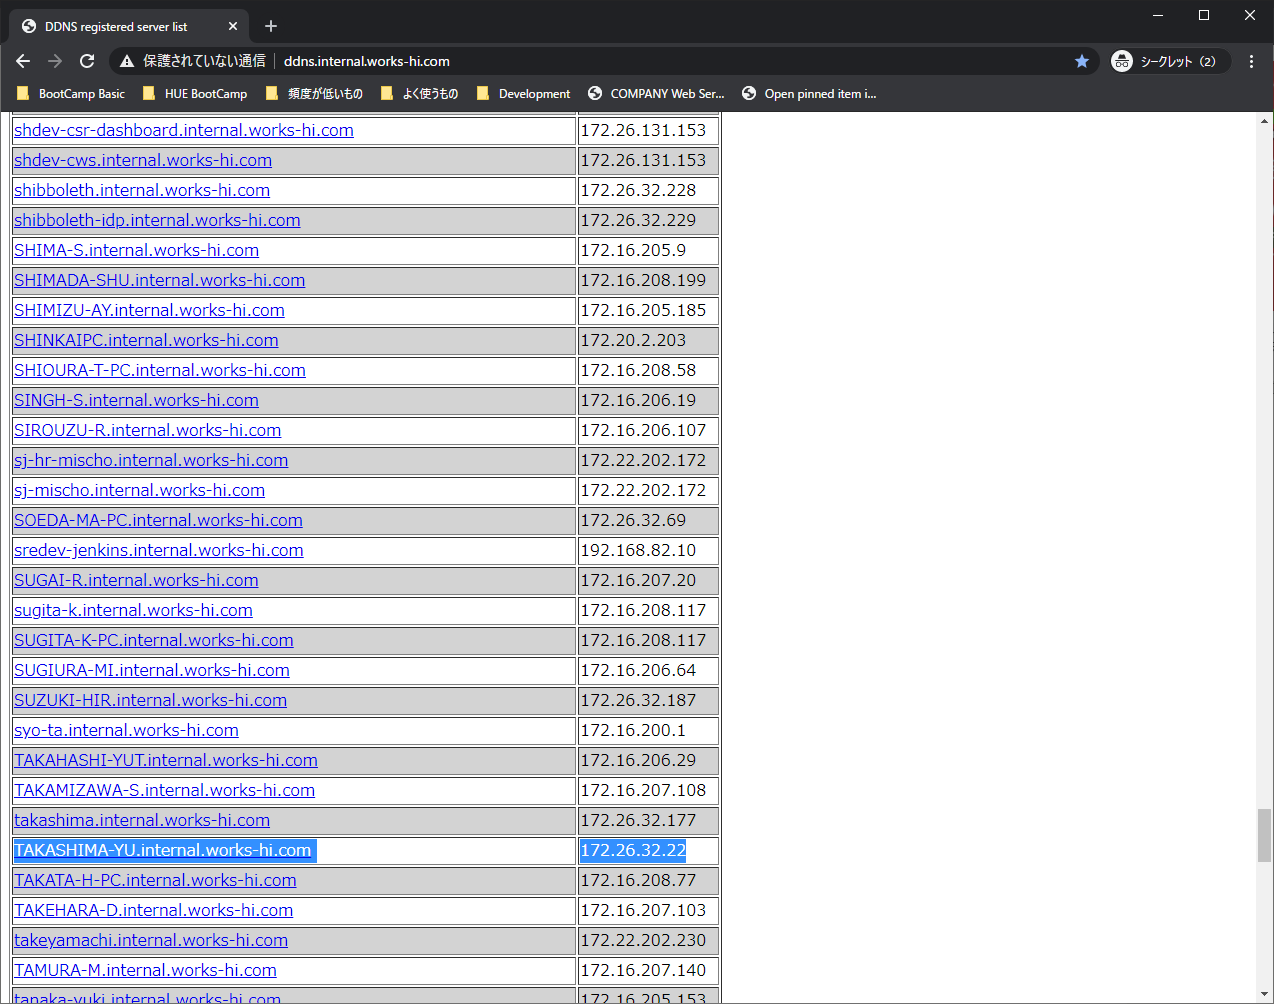 DDNS registered server list
保護されていない通信 ddns.internal.works-hi.com シークレット (2)
BootCamp Basic HUE BootCamp 頻度が低いもの よく使うもの Development COMPANY Web Ser... Open pinned item i...
shdev-csr-dashboard.internal.works-hi.com 172.26.131.153
shdev-cws.internal.works-hi.com 172.26.131.153
shibboleth.internal.works-hi.com 172.26.32.228
shibboleth-idp.internal.works-hi.com 172.26.32.229
SHIMA-S.internal.works-hi.com 172.16.205.9
SHIMADA-SHU.internal.works-hi.com 172.16.208.199
SHIMIZU-AY.internal.works-hi.com 172.16.205.185
SHINKAIPC.internal.works-hi.com 172.20.2.203
SHIOURA-T-PC.internal.works-hi.com 172.16.208.58
SINGH-S.internal.works-hi.com 172.16.206.19
SIROUZU-R.internal.works-hi.com 172.16.206.107
sj-hr-mischo.internal.works-hi.com 172.22.202.172
sj-mischo.internal.works-hi.com 172.22.202.172
SOEDA-MA-PC.internal.works-hi.com 172.26.32.69
sredev-jenkins.internal.works-hi.com 192.168.82.10
SUGAI-R.internal.works-hi.com 172.16.207.20
sugita-k.internal.works-hi.com 172.16.208.117
SUGITA-K-PC.internal.works-hi.com 172.16.208.117
SUGIURA-MI.internal.works-hi.com 172.16.206.64
SUZUKI-HIR.internal.works-hi.com 172.26.32.187
syo-ta.internal.works-hi.com 172.16.200.1
TAKAHASHI-YUT.internal.works-hi.com 172.16.206.29
TAKAMIZAWA-S.internal.works-hi.com 172.16.207.108
takashima.internal.works-hi.com 172.26.32.177
TAKASHIMA-YU.internal.works-hi.com 172.26.32.22
TAKATA-H-PC.internal.works-hi.com 172.16.208.77
TAKEHARA-D.internal.works-hi.com 172.16.207.103
takeyamachi.internal.works-hi.com 172.22.202.230
TAMURA-M.internal.works-hi.com 172.16.207.140
tanaka-yuki.internal.works-hi.com 172.16.205.153